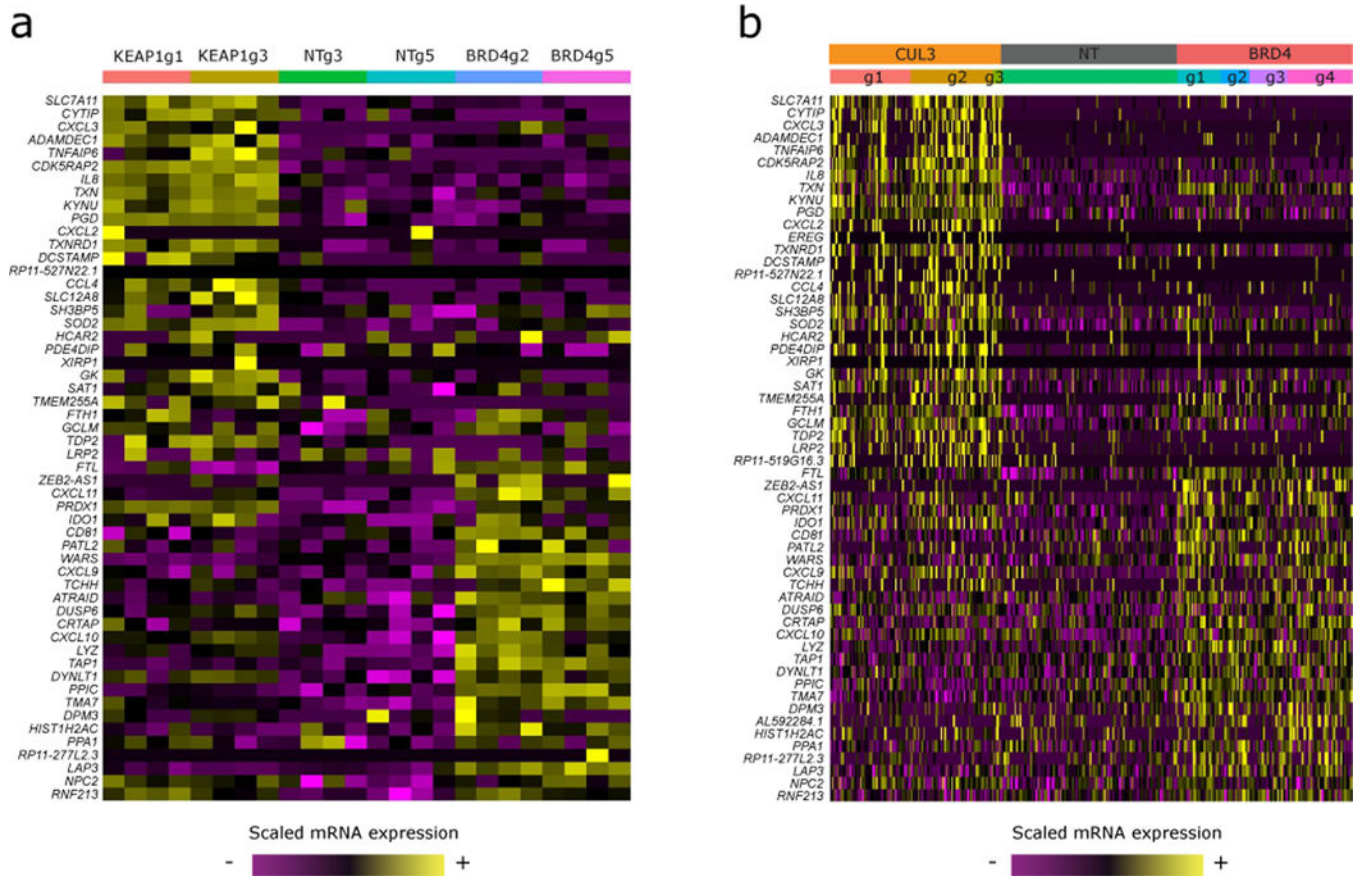 a
KEAP1g1 KEAP1g3 NTg3 NTg5 BRD4g2 BRD4g5
SLC7A11
CYTIP
CXCL3
ADAMDEC1
TNFAIP6
CDK5RAP2
IL8
TXN
KYNU
PGD
CXCL2
TXNRD1
DCSTAMP
RP11-527N22.1
CCL4
SLC12A8
SH3BP5
SOD2
HCAR2
PDE4DIP
XIRP1
GK
SAT1
TMEM255A
FTH1
GCLM
TDP2
LRP2
FTL
ZEB2-AS1
CXCL11
PRDX1
IDO1
CD81
PATL2
WARS
CXCL9
TCHH
ATRAID
DUSP6
CRTAP
CXCL10
LYZ
TAP1
DYNLT1
PPIC
TMA7
DPM3
HIST1H2AC
PPA1
RP11-277L2.3
LAP3
NPC2
RNF213
Scaled mRNA expression
- +
b
CUL3 NT BRD4
g1 g2 g3 g1 g2 g3 g4
SLC7A11
CYTIP
CXCL3
ADAMDEC1
TNFAIP6
CDK5RAP2
IL8
TXN
KYNU
PGD
CXCL2
EREG
TXNRD1
DCSTAMP
RP11-527N22.1
CCL4
SLC12A8
SH3BP5
SOD2
HCAR2
PDE4DIP
XIRP1
GK
SAT1
TMEM255A
FTH1
GCLM
TDP2
LRP2
RP11-519G16.3
FTL
ZEB2-AS1
CXCL11
PRDX1
IDO1
CD81
PATL2
WARS
CXCL9
TCHH
ATRAID
DUSP6
CRTAP
CXCL10
LYZ
TAP1
DYNLT1
PPIC
TMA7
DPM3
AL592284.1
HIST1H2AC
PPA1
RP11-277L2.3
LAP3
NPC2
RNF213
Scaled mRNA expression
- +